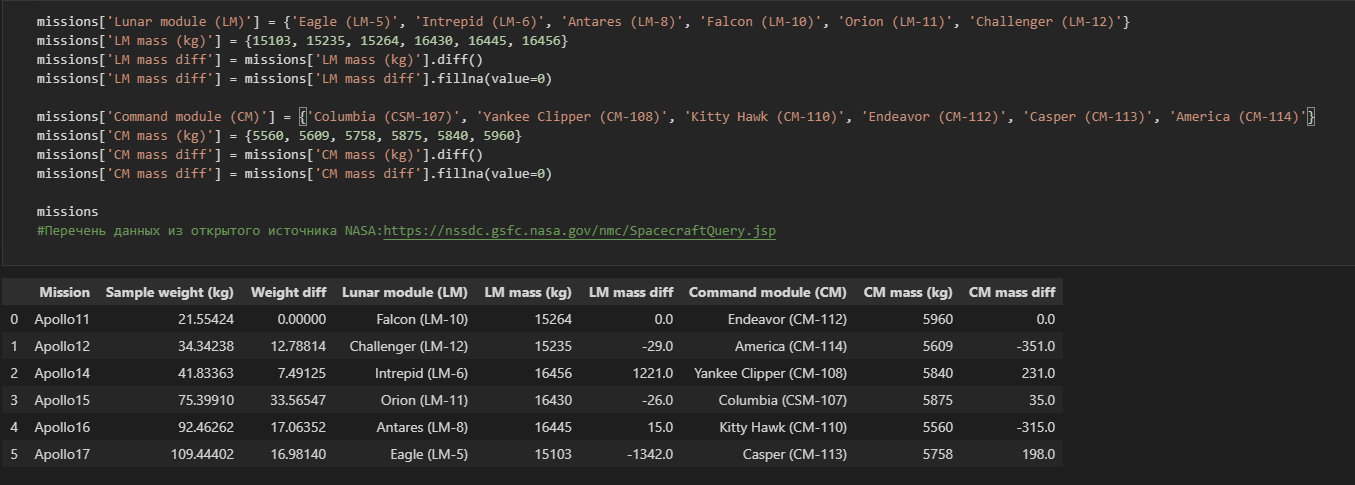 missions['Lunar module (LM)'] = {'Eagle (LM-5)', 'Intrepid (LM-6)', 'Antares (LM-8)', 'Falcon (LM-10)', 'Orion (LM-11)', 'Challenger (LM-12)'}
missions['LM mass (kg)'] = {15103, 15235, 15264, 16430, 16445, 16456}
missions['LM mass diff'] = missions['LM mass (kg)'].diff()
missions['LM mass diff'] = missions['LM mass diff'].fillna(value=0)
missions['Command module (CM)'] = {'Columbia (CSM-107)', 'Yankee Clipper (CM-108)', 'Kitty Hawk (CM-110)', 'Endeavor (CM-112)', 'Casper (CM-113)', 'America (CM-114)'}
missions['CM mass (kg)'] = {5560, 5609, 5758, 5875, 5840, 5960}
missions['CM mass diff'] = missions['CM mass (kg)'].diff()
missions['CM mass diff'] = missions['CM mass diff'].fillna(value=0)
missions
#Перечень данных из открытого источника NASA:https://nssdc.gsfc.nasa.gov/nmc/SpacecraftQuery.jsp
Mission Sample weight (kg) Weight diff Lunar module (LM) LM mass (kg) LM mass diff Command module (CM) CM mass (kg) CM mass diff
0 Apollo11 21.55424 0.00000 Falcon (LM-10) 15264 0.0 Endeavor (CM-112) 5960 0.0
1 Apollo12 34.34238 12.78814 Challenger (LM-12) 15235 -29.0 America (CM-114) 5609 -351.0
2 Apollo14 41.83363 7.49125 Intrepid (LM-6) 16456 1221.0 Yankee Clipper (CM-108) 5840 231.0
3 Apollo15 75.39910 33.56547 Orion (LM-11) 16430 -26.0 Columbia (CSM-107) 5875 35.0
4 Apollo16 92.46262 17.06352 Antares (LM-8) 16445 15.0 Kitty Hawk (CM-110) 5560 -315.0
5 Apollo17 109.44402 16.98140 Eagle (LM-5) 15103 -1342.0 Casper (CM-113) 5758 198.0